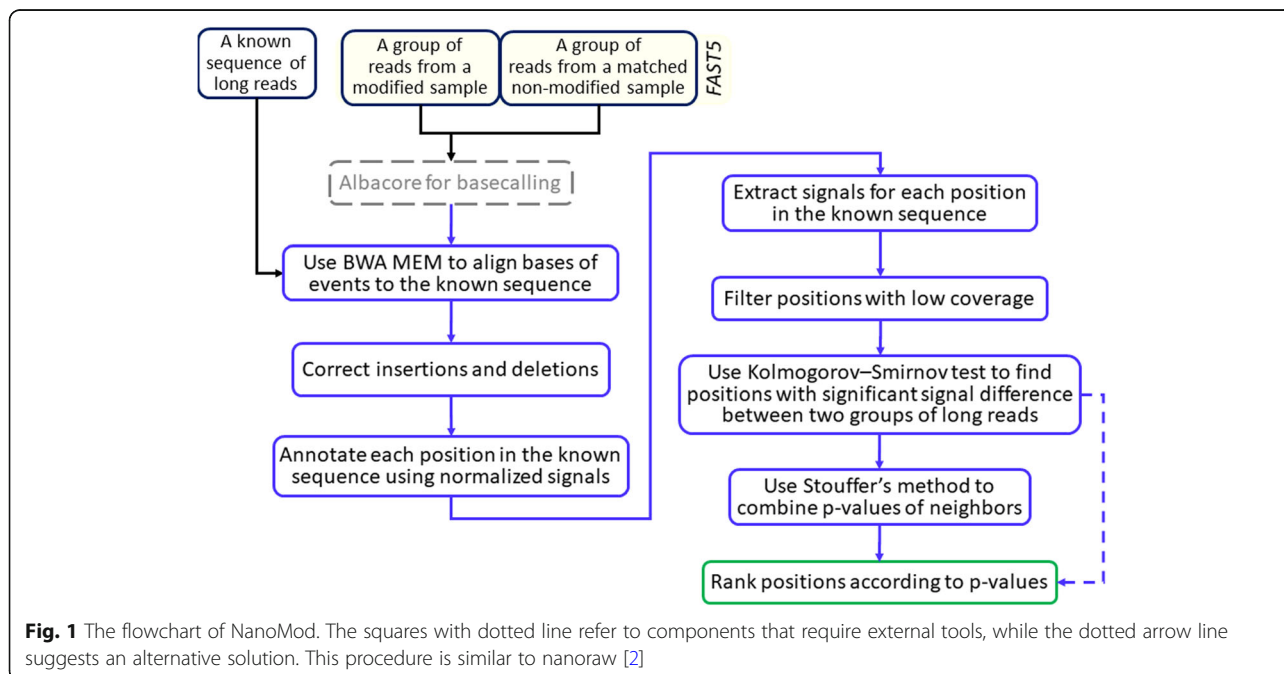 A known
sequence of
long reads
A group of
reads from a
modified sample
A group of
reads from a matched
non-modified sample
FAST5
Albacore for basecalling
Use BWA MEM to align bases of
events to the known sequence
Correct insertions and deletions
Annotate each position in the known
sequence using normalized signals
Extract signals for each position
in the known sequence
Filter positions with low coverage
Use Kolmogorov–Smirnov test to find
positions with significant signal difference
between two groups of long reads
Use Stouffer's method to
combine p-values of neighbors
Rank positions according to p-values
Fig. 1 The flowchart of NanoMod. The squares with dotted line refer to components that require external tools, while the dotted arrow line
suggests an alternative solution. This procedure is similar to nanoraw [2]